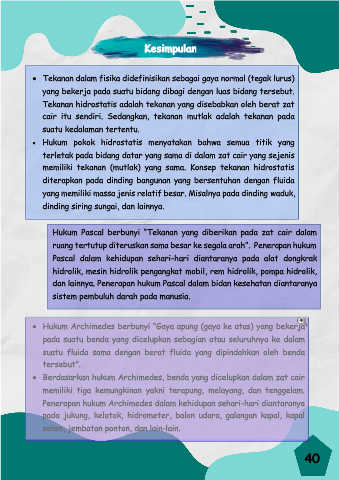 Kesimpulan
• Tekanan dalam fisika didefinisikan sebagai gaya normal (tegak lurus)
yang bekerja pada suatu bidang dibagi dengan luas bidang tersebut.
Tekanan hidrostatis adalah tekanan yang disebabkan oleh berat zat
cair itu sendiri. Sedangkan, tekanan mutlak adalah tekanan pada
suatu kedalaman tertentu.
• Hukum pokok hidrostatis menyatakan bahwa semua titik yang
terletak pada bidang datar yang sama di dalam zat cair yang sejenis
memiliki tekanan (mutlak) yang sama. Konsep tekanan hidrostatis
diterapkan pada dinding bangunan yang bersentuhan dengan fluida
yang memiliki massa jenis relatif besar. Misalnya pada dinding waduk,
dinding siring sungai, dan lainnya.
Hukum Pascal berbunyi "Tekanan yang diberikan pada zat cair dalam
ruang tertutup diteruskan sama besar ke segala arah". Penerapan hukum
Pascal dalam kehidupan sehari-hari diantaranya pada alat dongkrak
hidrolik, mesin hidrolik pengangkat mobil, rem hidrolik, pompa hidrolik,
dan lainnya, Penerapan hukum Pascal dalam bidan kesehatan diantaranya
sistem pembuluh darah pada manusia.
• Hukum Archimedes berbunyi "Gaya apung (gaya ke atas) yang bekerja
pada suatu benda yang dicelupkan sebagian atau seluruhnya ke dalam
suatu fluida sama dengan berat fluida yang dipindahkan oleh benda
tersebut".
• Berdasarkan hukum Archimedes, benda yang dicelupkan dalam zat cair
memiliki tiga kemungkinan yakni terapung, melayang, dan tenggelam.
Penerapan hukum Archimedes dalam kehidupan sehari-hari diantaranya
pada jukung, kelotok, hidrometer, balon udara, galangan kapal, kapal
selam, jembatan ponton, dan lain-lain.
40